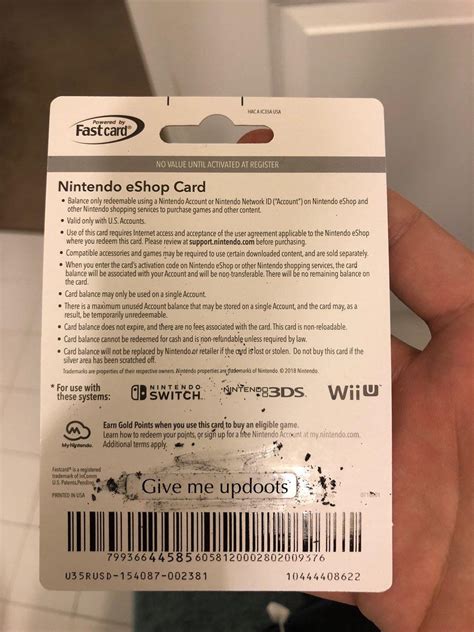 HAC A IC35A USA
Powered by
Fastcard®
NO VALUE UNTIL ACTIVATED AT REGISTER
Nintendo eShop Card
• Balance only redeemable using a Nintendo Account or Nintendo Network ID ("Account") on Nintendo eShop and
other Nintendo shopping services to purchase games and other content.
• Valid only with U.S. Accounts.
• Use of this card requires Internet access and acceptance of the user agreement applicable to the Nintendo eShop
where you redeem this card. Please review at support.nintendo.com before purchasing.
• Compatible accessories and games may be required to use certain downloaded content, and are sold separately.
• When you enter the card's activation code on Nintendo eShop or other Nintendo shopping services, the card
balance will be associated with your Account and will be non-transferable. There will be no remaining balance on
the card.
• Card balance may only be used on a single Account.
• There is a maximum unused Account balance that may be stored on a single Account, and the card may, as a
result, be temporarily unredeemable.
• Card balance does not expire, and there are no fees associated with the card. This card is non-reloadable.
• Card balance cannot be redeemed for cash and is non-refundable unless required by law.
• Card balance will not be replaced by Nintendo or retailer if the card is lost or stolen. Do not buy this card if the
silver area has been scratched off.
Trademarks are properties of their respective owners. Nintendo properties are trademarks of Nintendo. © 2018 Nintendo.
* For use with
these systems:
NINTENDO
SWITCH™
NINTENDO 3DS
Wii U
My Nintendo
Earn Gold Points when you use this card to buy an eligible game.
Learn how to redeem your points, or sign up for a free Nintendo Account at my.nintendo.com.
Additional terms apply.
Fastcard® is a registered
trademark of InComm
U.S. Patents, Pending
PRINTED IN USA
Give me updoots
799366445856058120002802009376
U35RUSD-154087-002381
10444408622